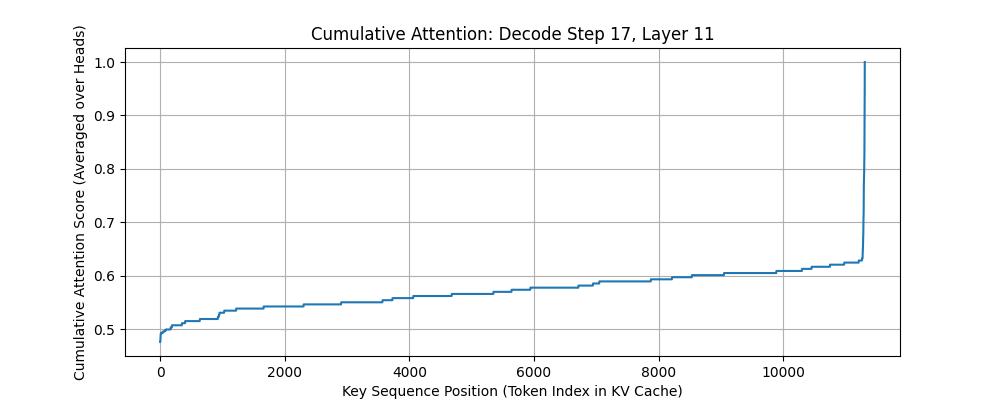 Cumulative Attention: Decode Step 17, Layer 11
Cumulative Attention Score (Averaged over Heads)
1.0
0.9
0.8
0.7
0.6
0.5
0 2000 4000 6000 8000 10000
Key Sequence Position (Token Index in KV Cache)